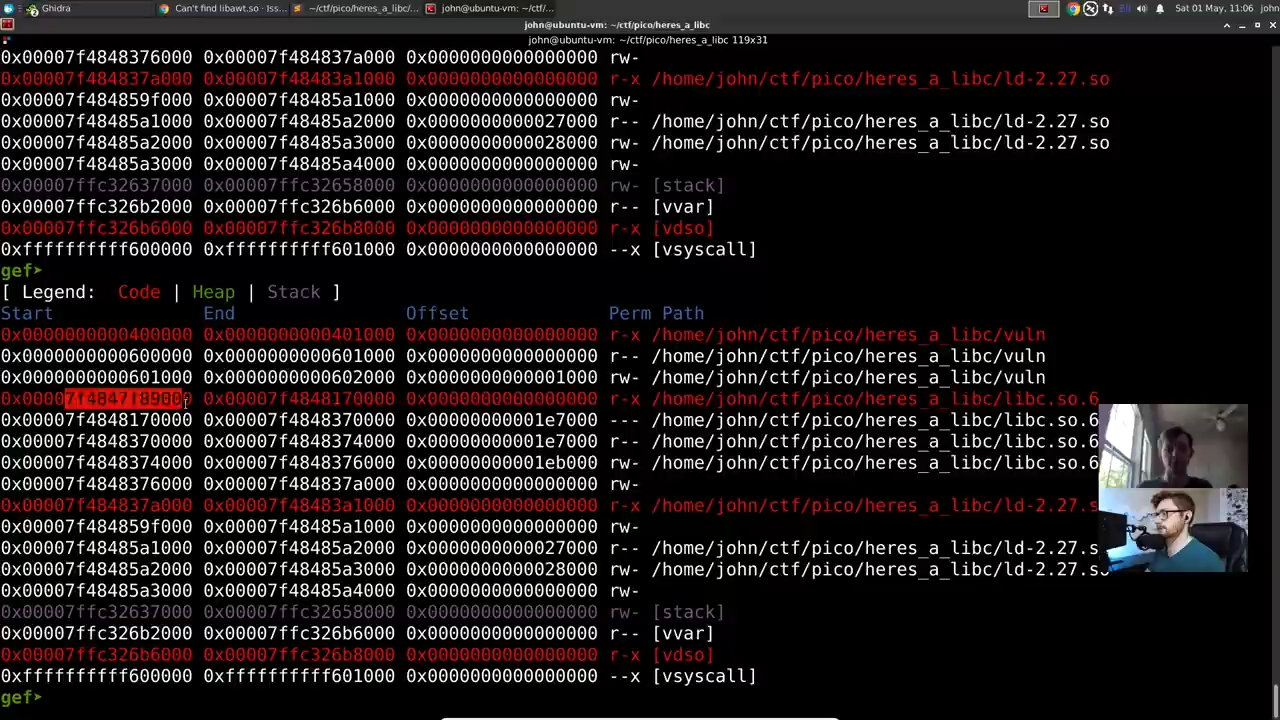 Ghidra
Can't find libawt.so - Google
~/ctf/pico/heres_a_libc/...
john@ubuntu-vm: ~/ctf/...
Sat 01 May, 11:06 john
john@ubuntu-vm: ~/ctf/pico/heres_a_libc
john@ubuntu-vm: ~/ctf/pico/heres_a_libc 119x31
0x00007f4848376000 0x00007f484837a000 0x0000000000000000 rw-
0x00007f484837a000 0x00007f48483a1000 0x0000000000000000 r-x /home/john/ctf/pico/heres_a_libc/ld-2.27.so
0x00007f484859f000 0x00007f48485a1000 0x0000000000000000 rw-
0x00007f48485a1000 0x00007f48485a2000 0x0000000000027000 r-- /home/john/ctf/pico/heres_a_libc/ld-2.27.so
0x00007f48485a2000 0x00007f48485a3000 0x0000000000028000 rw- /home/john/ctf/pico/heres_a_libc/ld-2.27.so
0x00007f48485a3000 0x00007f48485a4000 0x0000000000000000 rw-
0x00007ffc32637000 0x00007ffc32658000 0x0000000000000000 rw- [stack]
0x00007ffc326b2000 0x00007ffc326b6000 0x0000000000000000 r-- [vvar]
0x00007ffc326b6000 0x00007ffc326b8000 0x0000000000000000 r-x [vdso]
0xffffffffff600000 0xffffffffff601000 0x0000000000000000 --x [vsyscall]
gef➤
[ Legend: Code | Heap | Stack ]
Start End Offset Perm Path
0x0000000000400000 0x0000000000401000 0x0000000000000000 r-x /home/john/ctf/pico/heres_a_libc/vuln
0x0000000000600000 0x0000000000601000 0x0000000000000000 r-- /home/john/ctf/pico/heres_a_libc/vuln
0x0000000000601000 0x0000000000602000 0x0000000000001000 rw- /home/john/ctf/pico/heres_a_libc/vuln
0x00007f4847f89000 0x00007f4848170000 0x0000000000000000 r-x /home/john/ctf/pico/heres_a_libc/libc.so.6
0x00007f4848170000 0x00007f4848370000 0x00000000001e7000 --- /home/john/ctf/pico/heres_a_libc/libc.so.6
0x00007f4848370000 0x00007f4848374000 0x00000000001e7000 r-- /home/john/ctf/pico/heres_a_libc/libc.so.6
0x00007f4848374000 0x00007f4848376000 0x00000000001eb000 rw- /home/john/ctf/pico/heres_a_libc/libc.so.6
0x00007f4848376000 0x00007f484837a000 0x0000000000000000 rw-
0x00007f484837a000 0x00007f48483a1000 0x0000000000000000 r-x /home/john/ctf/pico/heres_a_libc/ld-2.27.s
0x00007f484859f000 0x00007f48485a1000 0x0000000000000000 rw-
0x00007f48485a1000 0x00007f48485a2000 0x0000000000027000 r-- /home/john/ctf/pico/heres_a_libc/ld-2.27.s
0x00007f48485a2000 0x00007f48485a3000 0x0000000000028000 rw- /home/john/ctf/pico/heres_a_libc/ld-2.27.so
0x00007f48485a3000 0x00007f48485a4000 0x0000000000000000 rw-
0x00007ffc32637000 0x00007ffc32658000 0x0000000000000000 rw- [stack]
0x00007ffc326b2000 0x00007ffc326b6000 0x0000000000000000 r-- [vvar]
0x00007ffc326b6000 0x00007ffc326b8000 0x0000000000000000 r-x [vdso]
0xffffffffff600000 0xffffffffff601000 0x0000000000000000 --x [vsyscall]
gef➤